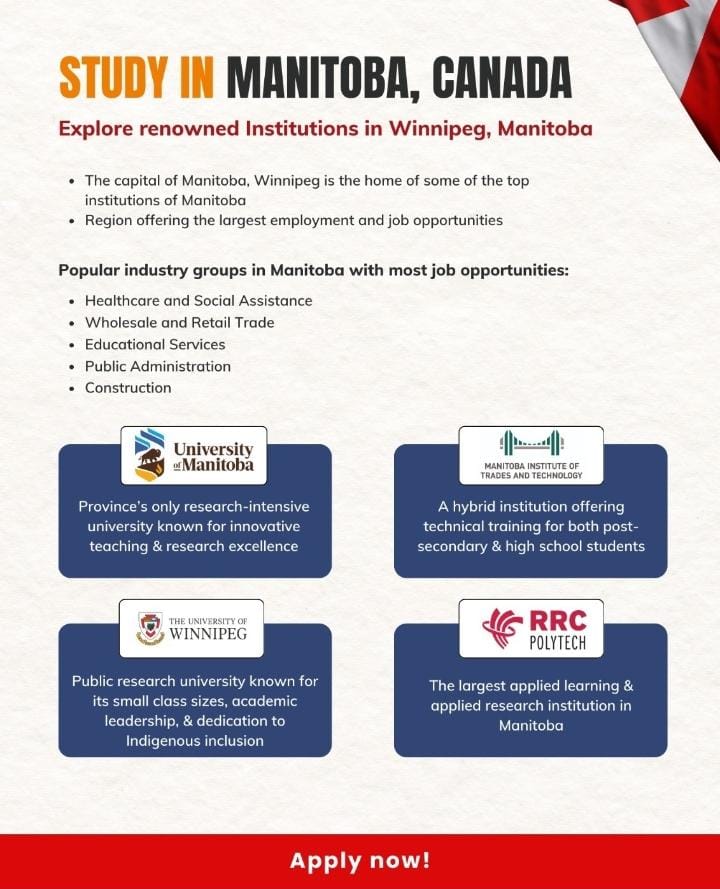 STUDY IN MANITOBA, CANADA
Explore renowned Institutions in Winnipeg, Manitoba
• The capital of Manitoba, Winnipeg is the home of some of the top
institutions of Manitoba
• Region offering the largest employment and job opportunities
Popular industry groups in Manitoba with most job opportunities:
• Healthcare and Social Assistance
• Wholesale and Retail Trade
• Educational Services
• Public Administration
• Construction
University
of Manitoba
Province's only research-intensive
university known for innovative
teaching & research excellence
MANITOBA INSTITUTE OF
TRADES AND TECHNOLOGY
A hybrid institution offering
technical training for both post-
secondary & high school students
THE UNIVERSITY OF
WINNIPEG
Public research university known for
its small class sizes, academic
leadership, & dedication to
Indigenous inclusion
RRC
POLYTECH
The largest applied learning &
applied research institution in
Manitoba
Apply now!